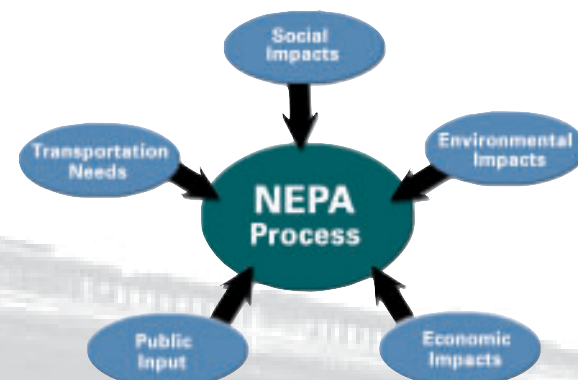 Social
Impacts
Transportation
Needs
Environmental
Impacts
NEPA
Process
Public
Input
Economic
Impacts